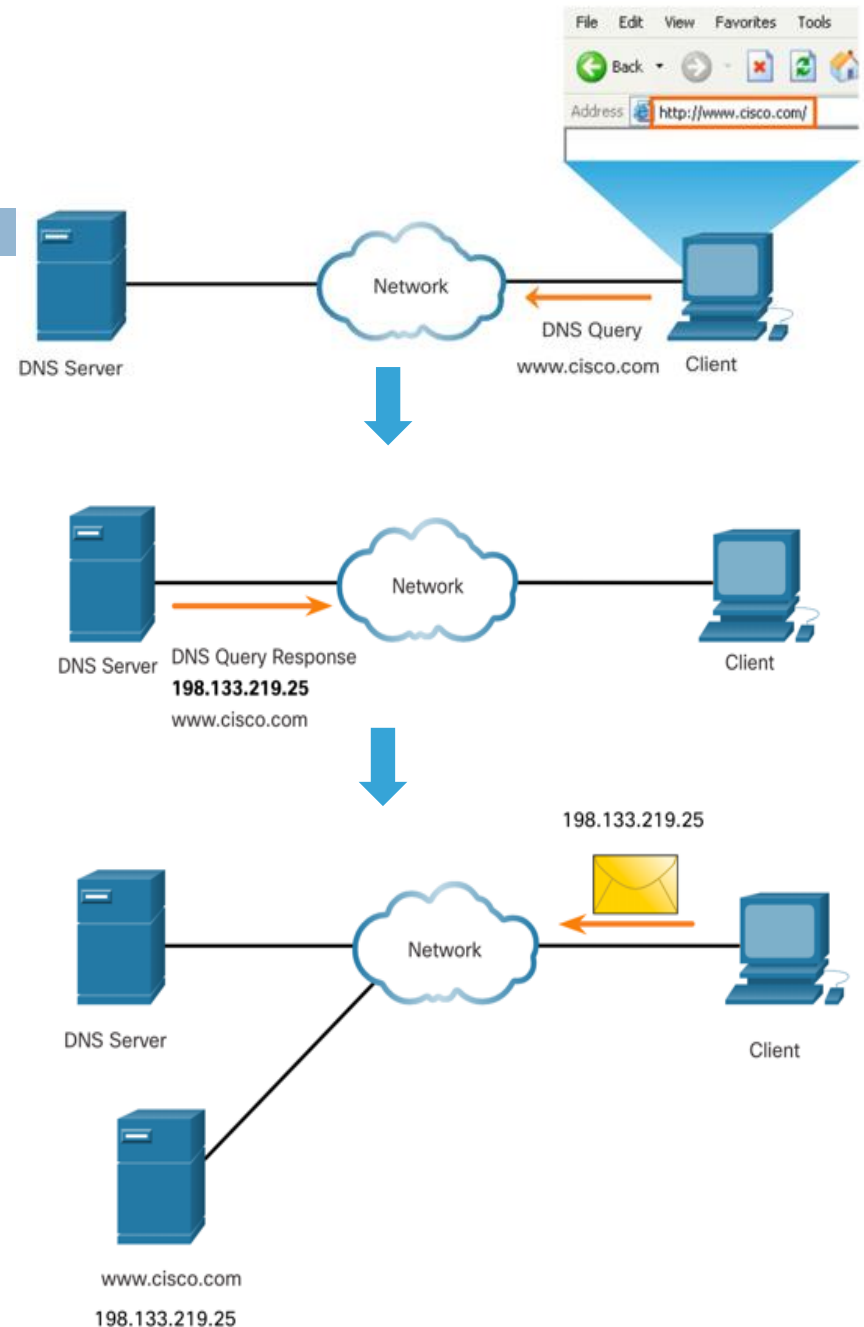 File Edit View Favorites Tools
Back
Address http://www.cisco.com/
Network
DNS Query
www.cisco.com
DNS Server
Client
Network
DNS Server
DNS Query Response
198.133.219.25
www.cisco.com
Client
198.133.219.25
Network
DNS Server
Client
www.cisco.com
198.133.219.25